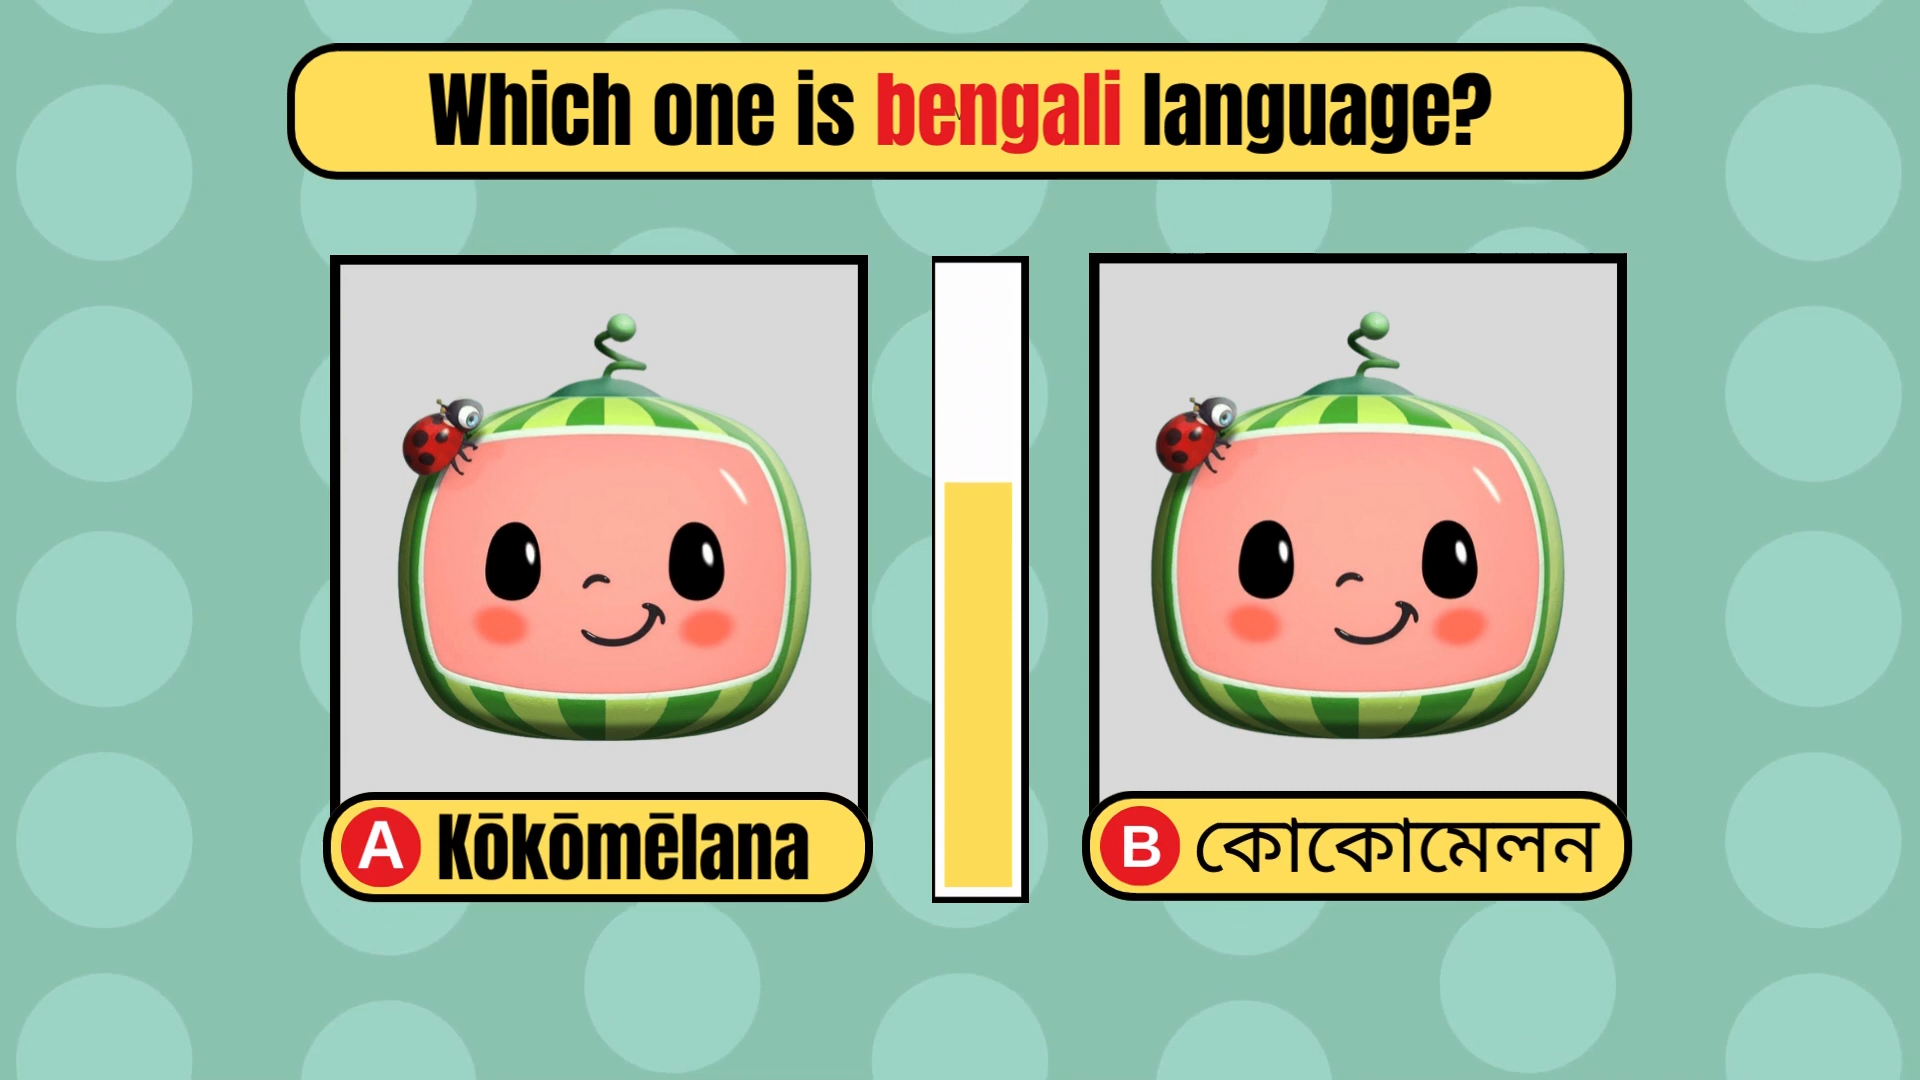 Which one is bengali language?
A Kōkōmēlana
B কোকোমেলন